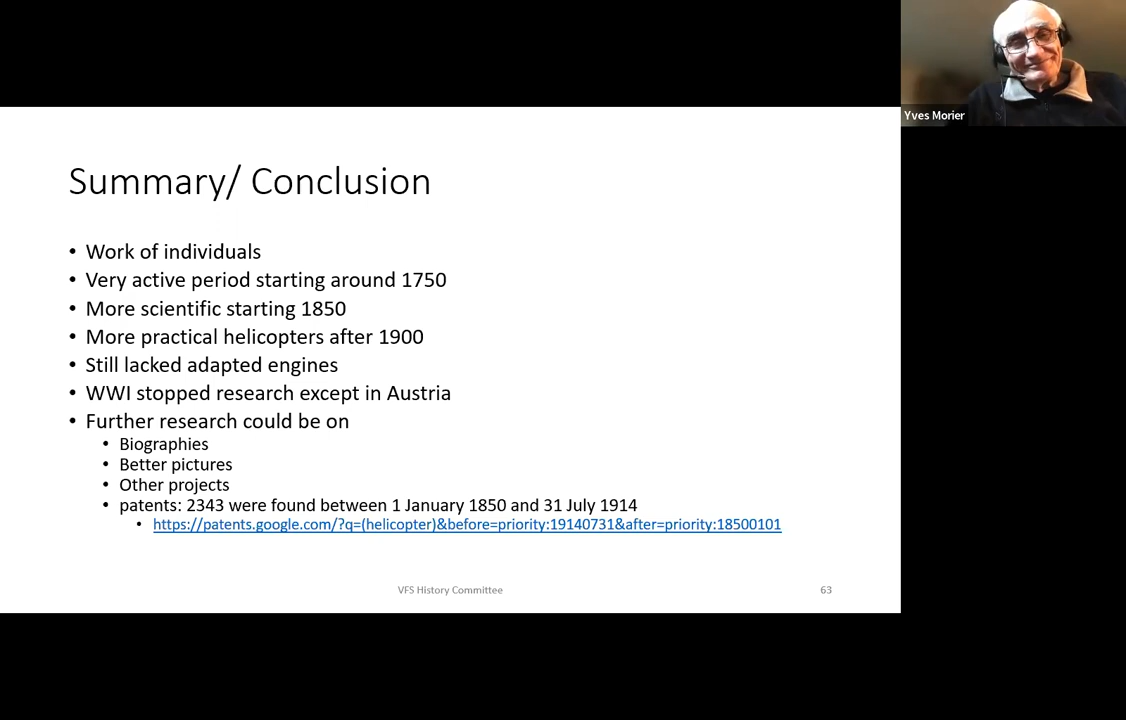 Yves Morier
Summary/ Conclusion
• Work of individuals
• Very active period starting around 1750
• More scientific starting 1850
• More practical helicopters after 1900
• Still lacked adapted engines
• WWI stopped research except in Austria
• Further research could be on
• Biographies
• Better pictures
• Other projects
• patents: 2343 were found between 1 January 1850 and 31 July 1914
• https://patents.google.com/?q=(helicopter)&before=priority:19140731&after=priority:18500101
VFS History Committee
63